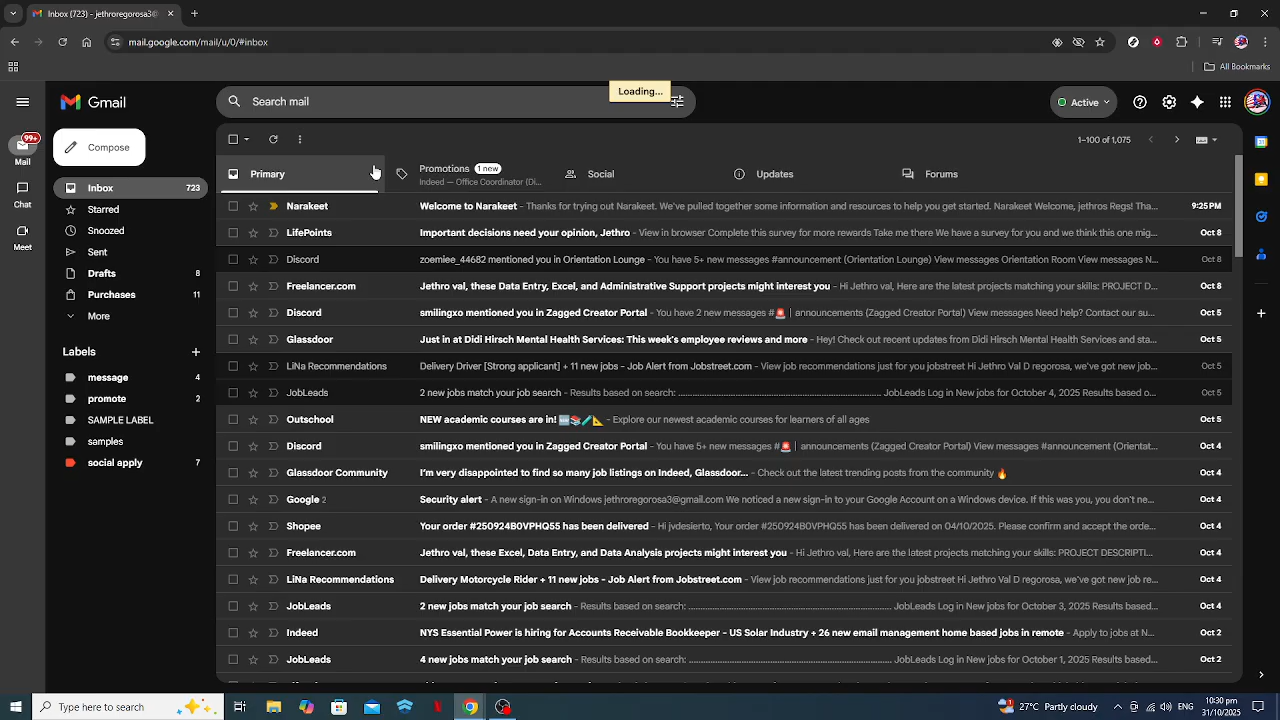 Inbox (723) - jethroregorosa3@
mail.google.com/mail/u/0/#inbox
All Bookmarks
Loading...
Gmail
Search mail
Active
99+
Mail
Chat
Meet
Compose
Inbox 723
Starred
Snoozed
Sent
Drafts 8
Purchases 11
More
Labels
message 4
promote 2
SAMPLE LABEL
samples
social apply 7
1–100 of 1,075
Primary
Promotions 1 new
Indeed — Office Coordinator (Di...
Social
Updates
Forums
Narakeet Welcome to Narakeet - Thanks for trying out Narakeet. We've pulled together some information and resources to help you get started. Narakeet Welcome, jethros Regs! Tha... 9:25 PM
LifePoints Important decisions need your opinion, Jethro - View in browser Complete this survey for more rewards Take me there We have a survey for you and we think this one mig... Oct 8
Discord zoemiee_44682 mentioned you in Orientation Lounge - You have 5+ new messages #announcement (Orientation Lounge) View messages Orientation Room View messages N... Oct 8
Freelancer.com Jethro val, these Data Entry, Excel, and Administrative Support projects might interest you - Hi Jethro val, Here are the latest projects matching your skills: PROJECT D... Oct 8
Discord smilingxo mentioned you in Zagged Creator Portal - You have 2 new messages #🚨 | announcements (Zagged Creator Portal) View messages Need help? Contact our su... Oct 5
Glassdoor Just in at Didi Hirsch Mental Health Services: This week's employee reviews and more - Hey! Check out recent updates from Didi Hirsch Mental Health Services and sta... Oct 5
LiNa Recommendations Delivery Driver [Strong applicant] + 11 new jobs - Job Alert from Jobstreet.com - View job recommendations just for you jobstreet Hi Jethro Val D regorosa, we've got new job... Oct 5
JobLeads 2 new jobs match your job search - Results based on search: ................................................................ JobLeads Log in New jobs for October 4, 2025 Results based o... Oct 5
Outschool NEW academic courses are in! 🆕📚🧪📐 - Explore our newest academic courses for learners of all ages Oct 5
Discord smilingxo mentioned you in Zagged Creator Portal - You have 5+ new messages #🚨 | announcements (Zagged Creator Portal) View messages #announcement (Orientat... Oct 4
Glassdoor Community I'm very disappointed to find so many job listings on Indeed, Glassdoor... - Check out the latest trending posts from the community 🔥 Oct 4
Google 2 Security alert - A new sign-in on Windows jethroregorosa3@gmail.com We noticed a new sign-in to your Google Account on a Windows device. If this was you, you don't ne... Oct 4
Shopee Your order #250924B0VPHQ55 has been delivered - Hi jvdesierto, Your order #250924B0VPHQ55 has been delivered on 04/10/2025. Please confirm and accept the orde... Oct 4
Freelancer.com Jethro val, these Excel, Data Entry, and Data Analysis projects might interest you - Hi Jethro val, Here are the latest projects matching your skills: PROJECT DESCRIPTI... Oct 4
LiNa Recommendations Delivery Motorcycle Rider + 11 new jobs - Job Alert from Jobstreet.com - View job recommendations just for you jobstreet Hi Jethro Val D regorosa, we've got new job re... Oct 4
JobLeads 2 new jobs match your job search - Results based on search: ................................................................ JobLeads Log in New jobs for October 3, 2025 Results based... Oct 4
Indeed NYS Essential Power is hiring for Accounts Receivable Bookkeeper - US Solar Industry + 26 new email management home based jobs in remote - Apply to jobs at N... Oct 2
JobLeads 4 new jobs match your job search - Results based on search: ................................................................ JobLeads Log in New jobs for October 1, 2025 Results based... Oct 2
Type here to search
27°C Partly cloudy
10:30 pm
31/10/2025